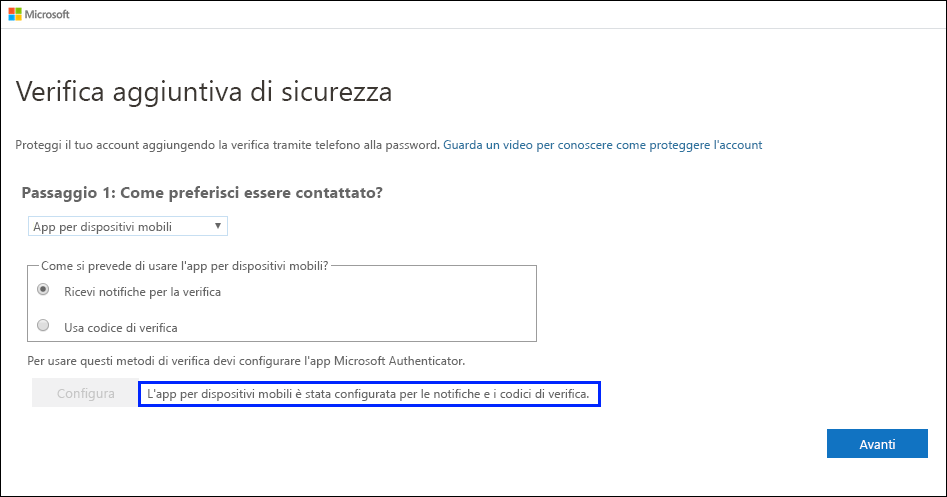 Microsoft
Verifica aggiuntiva di sicurezza
Proteggi il tuo account aggiungendo la verifica tramite telefono alla password. Guarda un video per conoscere come proteggere l'account
Passaggio 1: Come preferisci essere contattato?
App per dispositivi mobili
Come si prevede di usare l'app per dispositivi mobili?
Ricevi notifiche per la verifica
Usa codice di verifica
Per usare questi metodi di verifica devi configurare l'app Microsoft Authenticator.
Configura L'app per dispositivi mobili è stata configurata per le notifiche e i codici di verifica.
Avanti